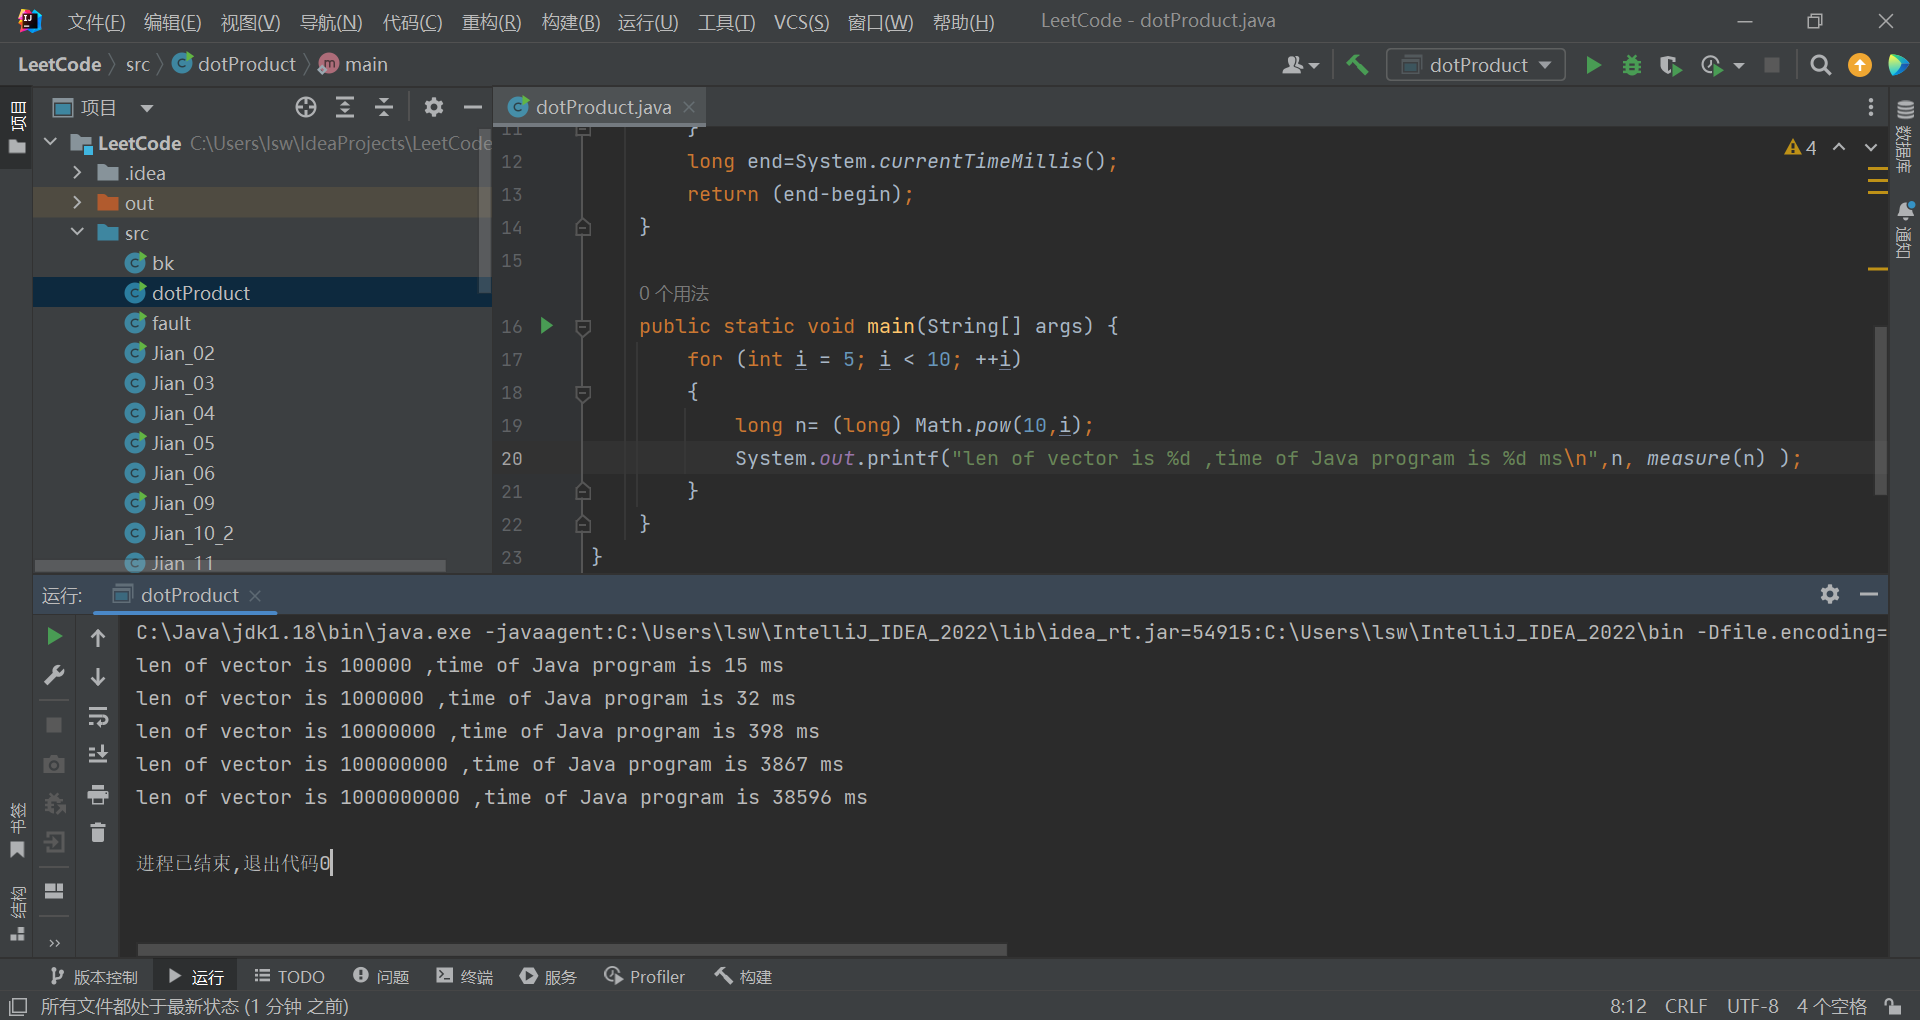 文件(F) 编辑(E) 视图(V) 导航(N) 代码(C) 重构(R) 构建(B) 运行(U) 工具(T) VCS(S) 窗口(W) 帮助(H) LeetCode - dotProduct.java
LeetCode src dotProduct main dotProduct
项目
项目
dotProduct.java
LeetCode C:\Users\lsw\IdeaProjects\LeetCode
.idea
out
src
bk
dotProduct
fault
Jian_02
Jian_03
Jian_04
Jian_05
Jian_06
Jian_09
Jian_10_2
Jian_11
11 }
12 long end=System.currentTimeMillis();
13 return (end-begin);
14 }
15
0 个用法
16 public static void main(String[] args) {
17 for (int i = 5; i < 10; ++i)
18 {
19 long n= (long) Math.pow(10,i);
20 System.out.printf("len of vector is %d ,time of Java program is %d ms\n",n, measure(n) );
21 }
22 }
23 }
4
数据库
通知
运行: dotProduct
C:\Java\jdk1.18\bin\java.exe -javaagent:C:\Users\lsw\IntelliJ_IDEA_2022\lib\idea_rt.jar=54915:C:\Users\lsw\IntelliJ_IDEA_2022\bin -Dfile.encoding=
len of vector is 100000 ,time of Java program is 15 ms
len of vector is 1000000 ,time of Java program is 32 ms
len of vector is 10000000 ,time of Java program is 398 ms
len of vector is 100000000 ,time of Java program is 3867 ms
len of vector is 1000000000 ,time of Java program is 38596 ms
进程已结束,退出代码0
书签
结构
版本控制 运行 TODO 问题 终端 服务 Profiler 构建
所有文件都处于最新状态 (1 分钟 之前) 8:12 CRLF UTF-8 4 个空格